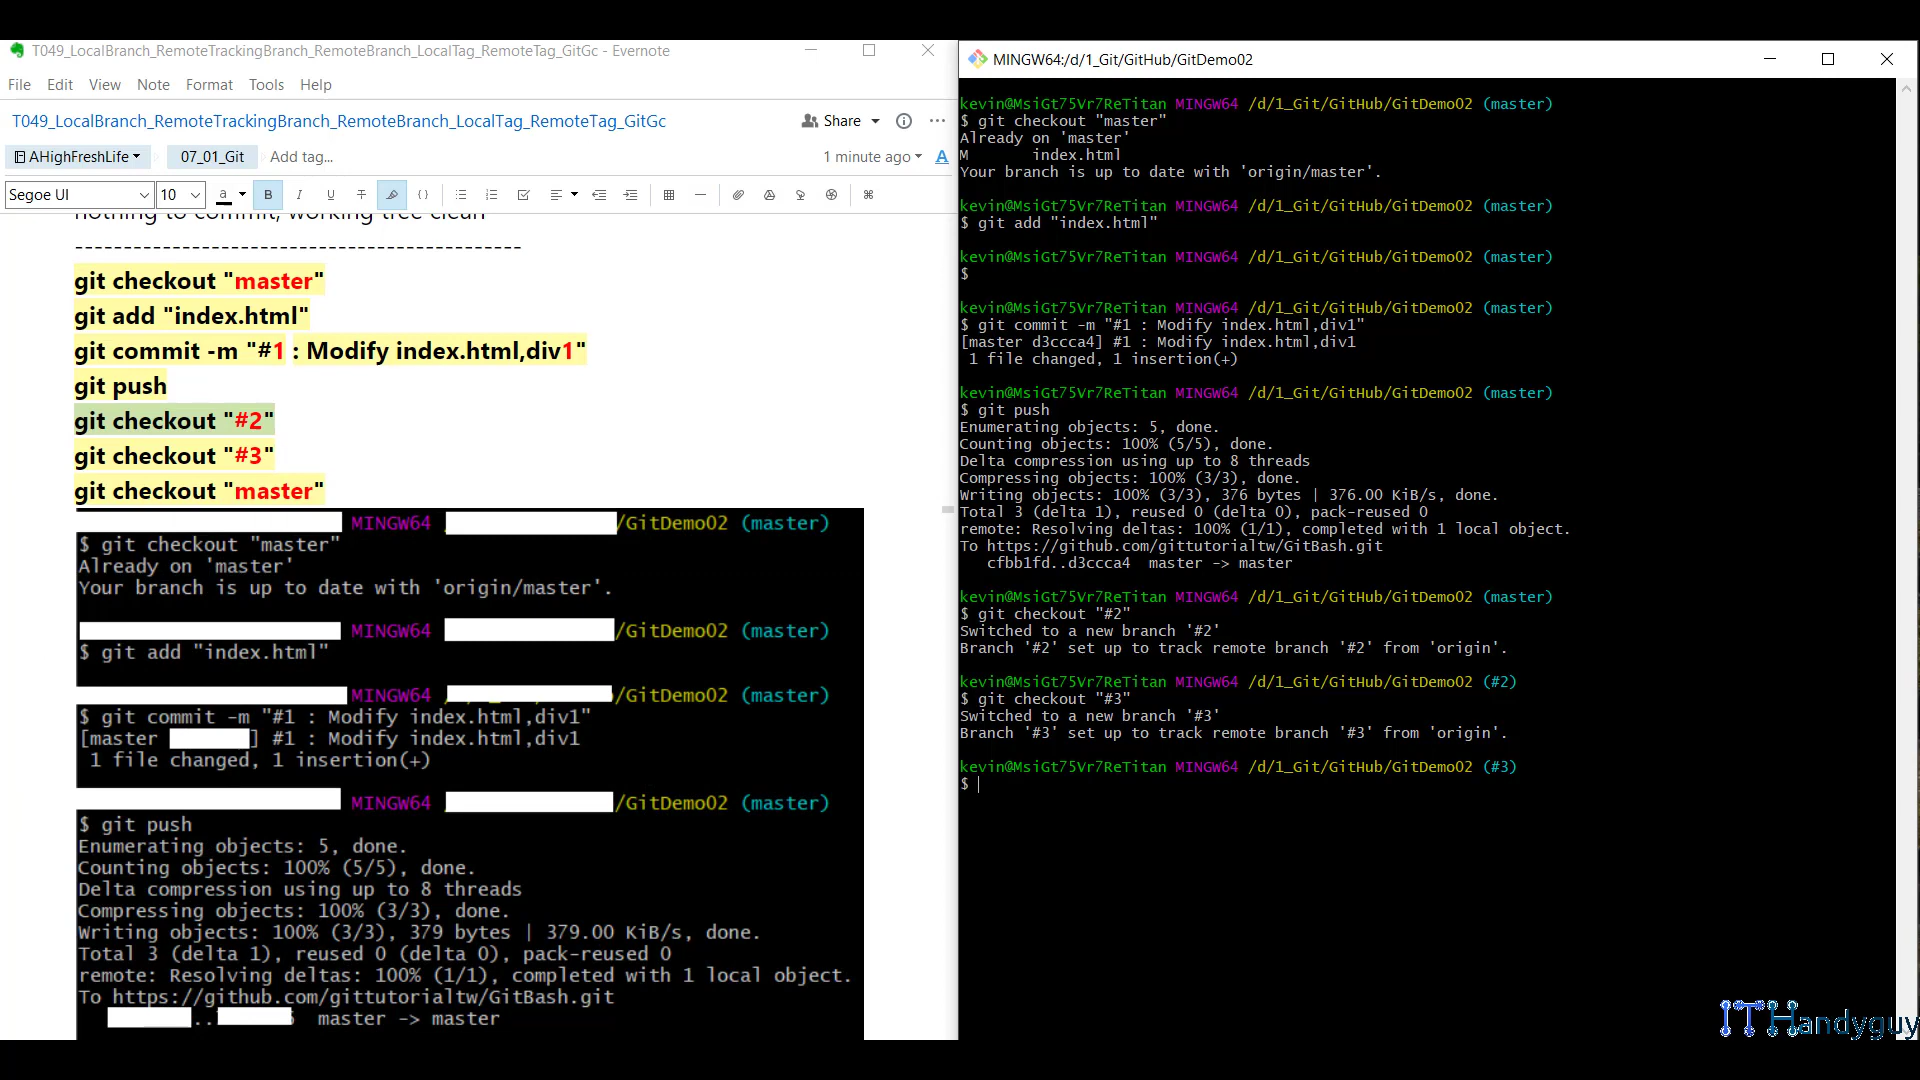 T049_LocalBranch_RemoteTrackingBranch_RemoteBranch_LocalTag_RemoteTag_GitGc - Evernote
File Edit View Note Format Tools Help
T049_LocalBranch_RemoteTrackingBranch_RemoteBranch_LocalTag_RemoteTag_GitGc
Share
AHighFreshLife 07_01_Git Add tag...
1 minute ago
Segoe UI 10 a B I U T
nothing to commit, working tree clean
----------------------------------------------
git checkout "master"
git add "index.html"
git commit -m "#1 : Modify index.html,div1"
git push
git checkout "#2"
git checkout "#3"
git checkout "master"
MINGW64 /GitDemo02 (master)
$ git checkout "master"
Already on 'master'
Your branch is up to date with 'origin/master'.
MINGW64 /GitDemo02 (master)
$ git add "index.html"
MINGW64 /GitDemo02 (master)
$ git commit -m "#1 : Modify index.html,div1"
[master ] #1 : Modify index.html,div1
1 file changed, 1 insertion(+)
MINGW64 /GitDemo02 (master)
$ git push
Enumerating objects: 5, done.
Counting objects: 100% (5/5), done.
Delta compression using up to 8 threads
Compressing objects: 100% (3/3), done.
Writing objects: 100% (3/3), 379 bytes | 379.00 KiB/s, done.
Total 3 (delta 1), reused 0 (delta 0), pack-reused 0
remote: Resolving deltas: 100% (1/1), completed with 1 local object.
To https://github.com/gittutorialtw/GitBash.git
.. master -> master
MINGW64:/d/1_Git/GitHub/GitDemo02
kevin@MsiGt75Vr7ReTitan MINGW64 /d/1_Git/GitHub/GitDemo02 (master)
$ git checkout "master"
Already on 'master'
M index.html
Your branch is up to date with 'origin/master'.
kevin@MsiGt75Vr7ReTitan MINGW64 /d/1_Git/GitHub/GitDemo02 (master)
$ git add "index.html"
kevin@MsiGt75Vr7ReTitan MINGW64 /d/1_Git/GitHub/GitDemo02 (master)
$
kevin@MsiGt75Vr7ReTitan MINGW64 /d/1_Git/GitHub/GitDemo02 (master)
$ git commit -m "#1 : Modify index.html,div1"
[master d3ccca4] #1 : Modify index.html,div1
1 file changed, 1 insertion(+)
kevin@MsiGt75Vr7ReTitan MINGW64 /d/1_Git/GitHub/GitDemo02 (master)
$ git push
Enumerating objects: 5, done.
Counting objects: 100% (5/5), done.
Delta compression using up to 8 threads
Compressing objects: 100% (3/3), done.
Writing objects: 100% (3/3), 376 bytes | 376.00 KiB/s, done.
Total 3 (delta 1), reused 0 (delta 0), pack-reused 0
remote: Resolving deltas: 100% (1/1), completed with 1 local object.
To https://github.com/gittutorialtw/GitBash.git
cfbb1fd..d3ccca4 master -> master
kevin@MsiGt75Vr7ReTitan MINGW64 /d/1_Git/GitHub/GitDemo02 (master)
$ git checkout "#2"
Switched to a new branch '#2'
Branch '#2' set up to track remote branch '#2' from 'origin'.
kevin@MsiGt75Vr7ReTitan MINGW64 /d/1_Git/GitHub/GitDemo02 (#2)
$ git checkout "#3"
Switched to a new branch '#3'
Branch '#3' set up to track remote branch '#3' from 'origin'.
kevin@MsiGt75Vr7ReTitan MINGW64 /d/1_Git/GitHub/GitDemo02 (#3)
$
ITHandyguy